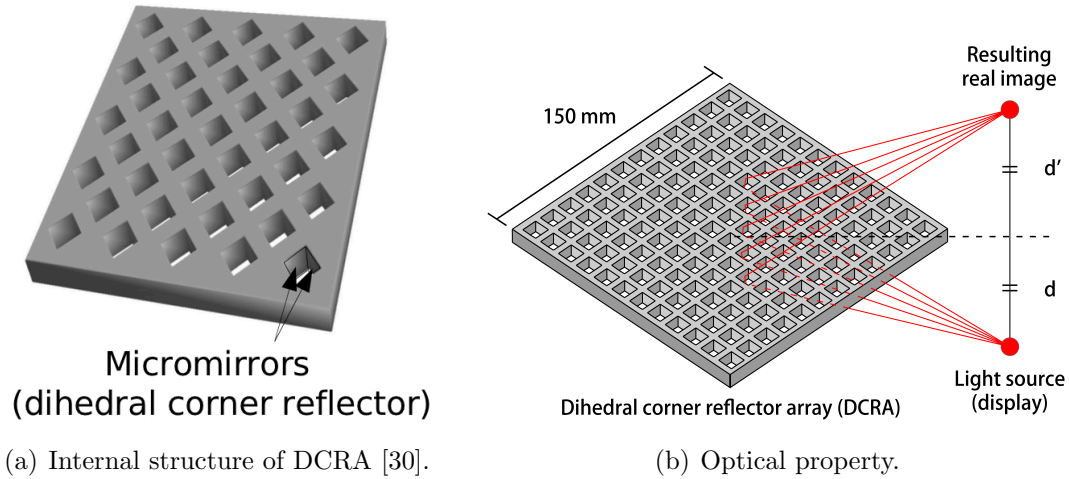 Micromirrors
(dihedral corner reflector)
(a) Internal structure of DCRA [30].
150 mm
Resulting
real image
d′
d
Light source
(display)
Dihedral corner reflector array (DCRA)
(b) Optical property.